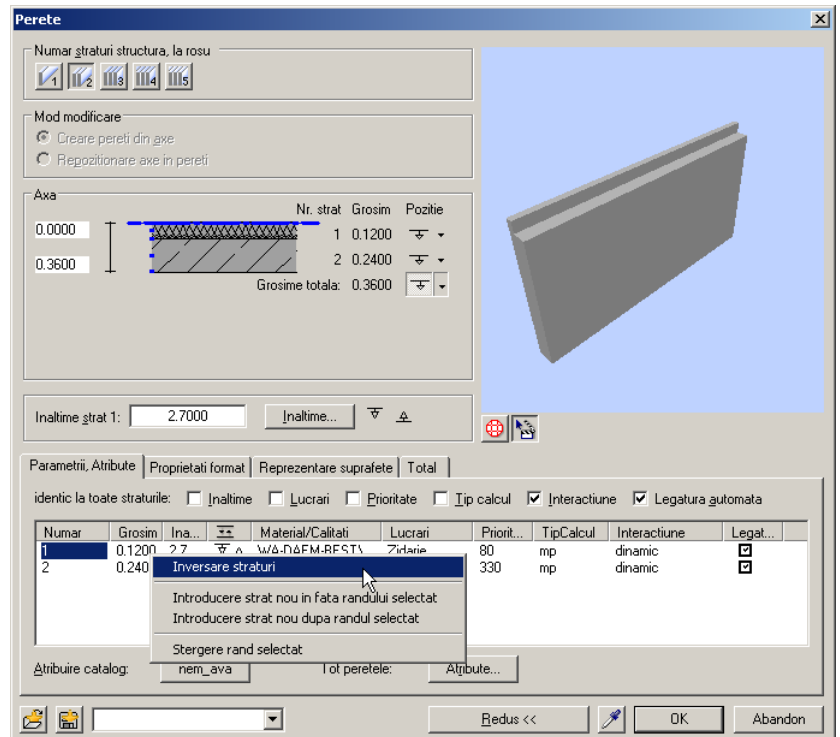 Perete
Numar straturi structura, la rosu
1 2 3 4 5
Mod modificare
Creare pereti din axe
Repozitionare axe in pereti
Axa
Nr. strat Grosim Pozitie
0.0000
1 0.1200
0.3600
2 0.2400
Grosime totala: 0.3600
Inaltime strat 1: 2.7000 Inaltime...
Parametrii, Atribute Proprietati format Reprezentare suprafete Total
identic la toate straturile: Inaltime Lucrari Prioritate Tip calcul Interactiune Legatura automata
Numar Grosim Ina... Material/Calitati Lucrari Priorit... TipCalcul Interactiune Legat...
1 0.1200 2.7 Zidarie 80 mp dinamic
2 0.240 330 mp dinamic
Inversare straturi
Introducere strat nou in fata randului selectat
Introducere strat nou dupa randul selectat
Stergere rand selectat
Atribuire catalog: nem_ava Tot peretele: Atribute...
Redus << OK Abandon